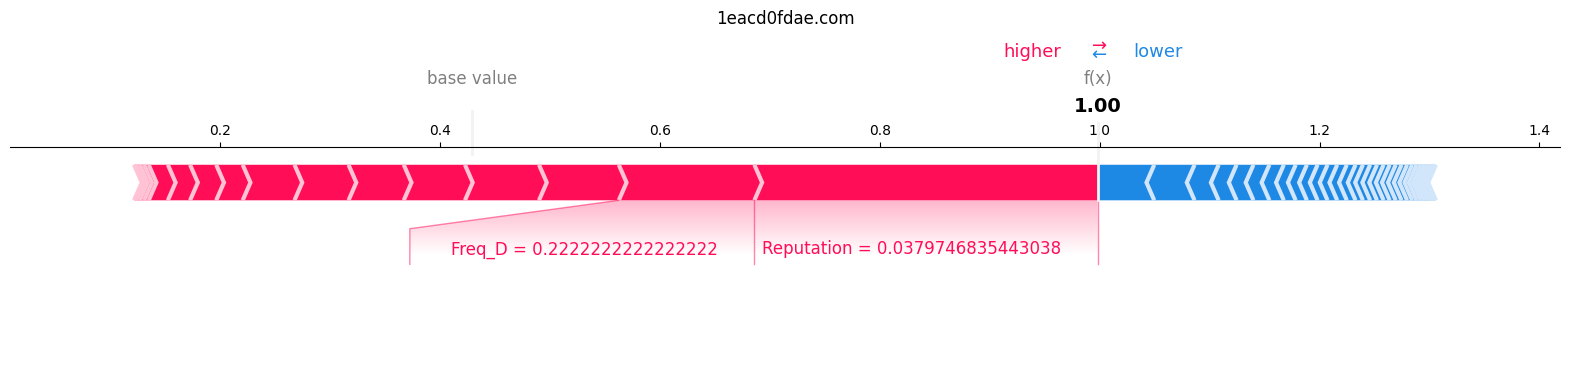 1eacd0fdae.com
higher → ← lower
base value f(x)
1.00
0.2 0.4 0.6 0.8 1.0 1.2 1.4
Freq_D = 0.2222222222222222 Reputation = 0.0379746835443038